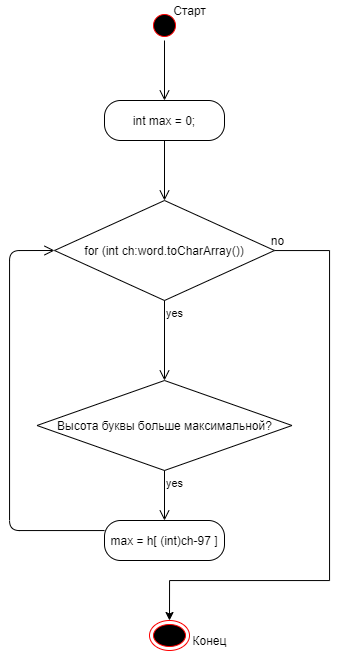 Старт
int max = 0;
for (int ch:word.toCharArray())
no
yes
Высота буквы больше максимальной?
yes
max = h[ (int)ch-97 ]
Конец